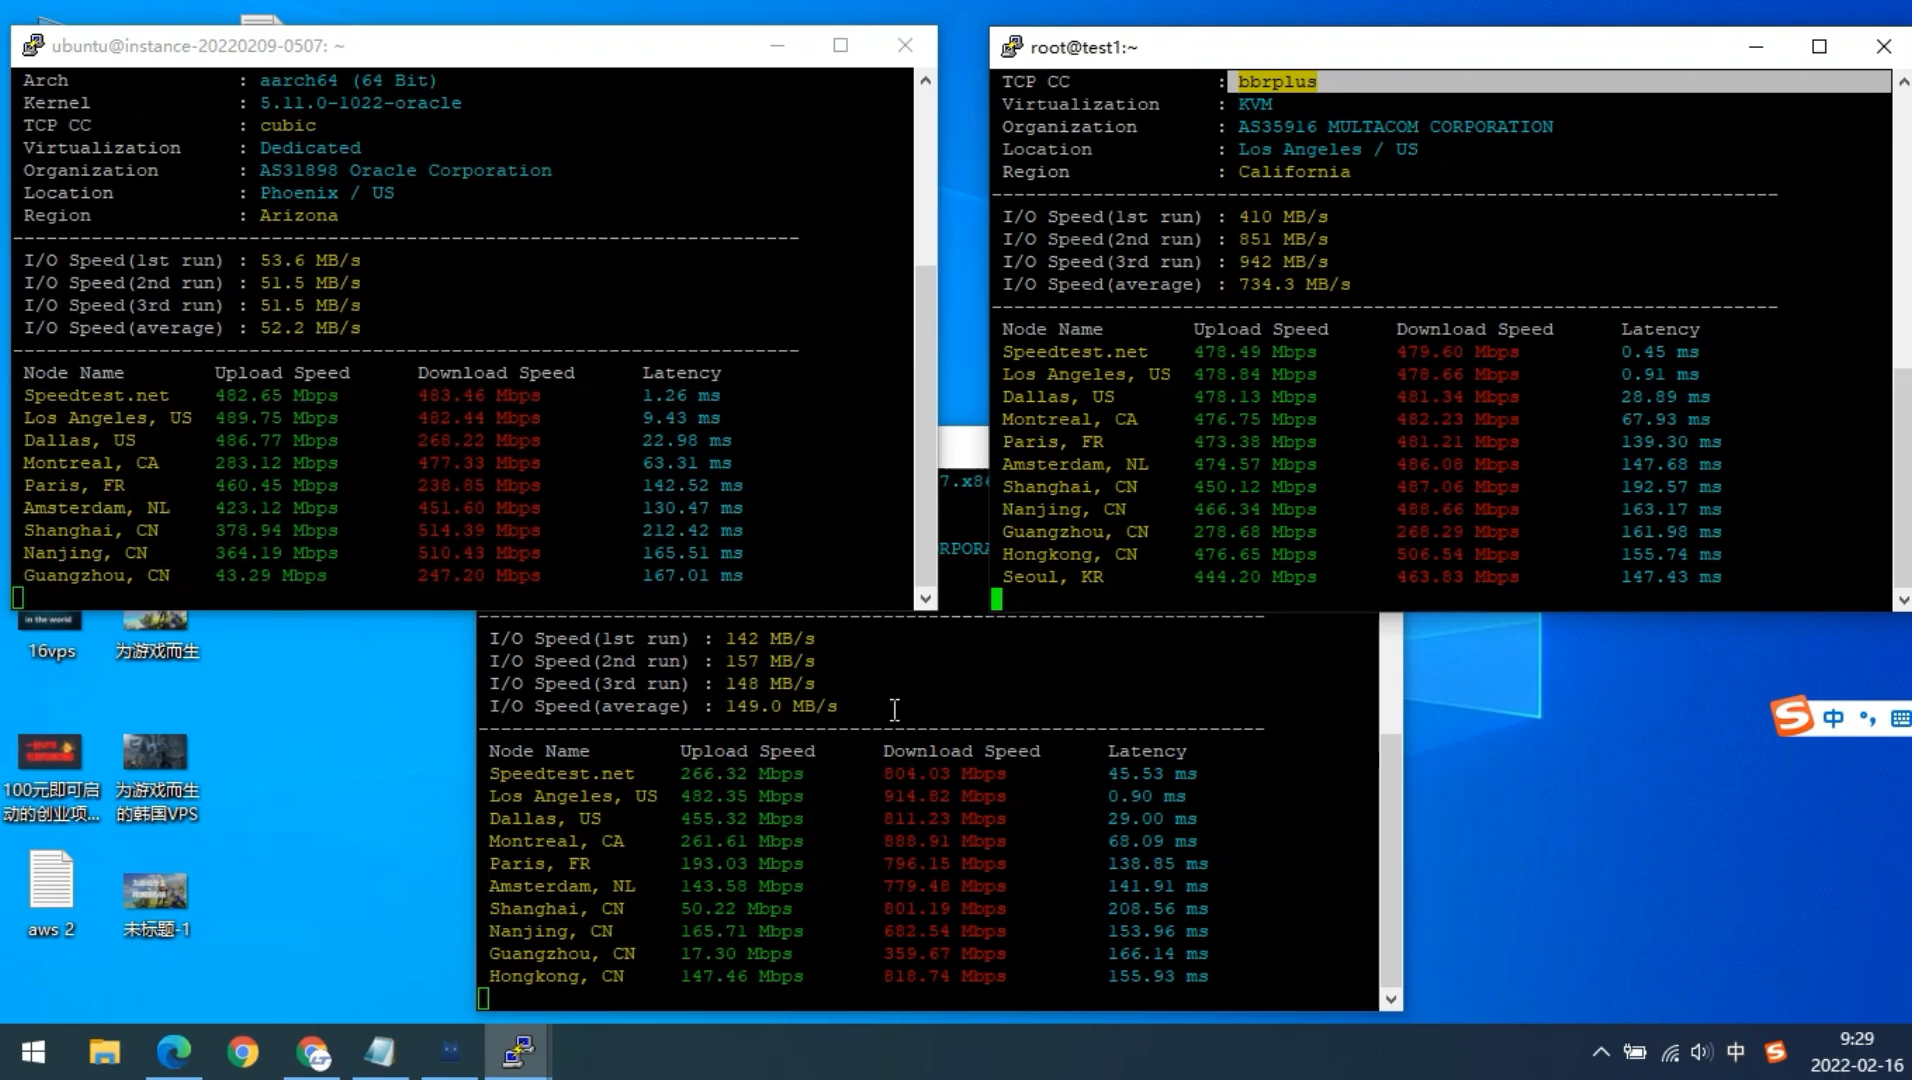 ubuntu@instance-20220209-0507: ~
Arch : aarch64 (64 Bit)
Kernel : 5.11.0-1022-oracle
TCP CC : cubic
Virtualization : Dedicated
Organization : AS31898 Oracle Corporation
Location : Phoenix / US
Region : Arizona
I/O Speed(1st run) : 53.6 MB/s
I/O Speed(2nd run) : 51.5 MB/s
I/O Speed(3rd run) : 51.5 MB/s
I/O Speed(average) : 52.2 MB/s
Node Name Upload Speed Download Speed Latency
Speedtest.net 482.65 Mbps 483.46 Mbps 1.26 ms
Los Angeles, US 489.75 Mbps 482.44 Mbps 9.43 ms
Dallas, US 486.77 Mbps 268.22 Mbps 22.98 ms
Montreal, CA 283.12 Mbps 477.33 Mbps 63.31 ms
Paris, FR 460.45 Mbps 238.85 Mbps 142.52 ms
Amsterdam, NL 423.12 Mbps 451.60 Mbps 130.47 ms
Shanghai, CN 378.94 Mbps 514.39 Mbps 212.42 ms
Nanjing, CN 364.19 Mbps 510.43 Mbps 165.51 ms
Guangzhou, CN 43.29 Mbps 247.20 Mbps 167.01 ms
root@test1:~
TCP CC : bbrplus
Virtualization : KVM
Organization : AS35916 MULTACOM CORPORATION
Location : Los Angeles / US
Region : California
I/O Speed(1st run) : 410 MB/s
I/O Speed(2nd run) : 851 MB/s
I/O Speed(3rd run) : 942 MB/s
I/O Speed(average) : 734.3 MB/s
Node Name Upload Speed Download Speed Latency
Speedtest.net 478.49 Mbps 479.60 Mbps 0.45 ms
Los Angeles, US 478.84 Mbps 478.66 Mbps 0.91 ms
Dallas, US 478.13 Mbps 481.34 Mbps 28.89 ms
Montreal, CA 476.75 Mbps 482.23 Mbps 67.93 ms
Paris, FR 473.38 Mbps 481.21 Mbps 139.30 ms
Amsterdam, NL 474.57 Mbps 486.08 Mbps 147.68 ms
Shanghai, CN 450.12 Mbps 487.06 Mbps 192.57 ms
Nanjing, CN 466.34 Mbps 488.66 Mbps 163.17 ms
Guangzhou, CN 278.68 Mbps 268.29 Mbps 161.98 ms
Hongkong, CN 476.65 Mbps 506.54 Mbps 155.74 ms
Seoul, KR 444.20 Mbps 463.83 Mbps 147.43 ms
7.x86
RPORA
I/O Speed(1st run) : 142 MB/s
I/O Speed(2nd run) : 157 MB/s
I/O Speed(3rd run) : 148 MB/s
I/O Speed(average) : 149.0 MB/s
Node Name Upload Speed Download Speed Latency
Speedtest.net 266.32 Mbps 804.03 Mbps 45.53 ms
Los Angeles, US 482.35 Mbps 914.82 Mbps 0.90 ms
Dallas, US 455.32 Mbps 811.23 Mbps 29.00 ms
Montreal, CA 261.61 Mbps 888.91 Mbps 68.09 ms
Paris, FR 193.03 Mbps 796.15 Mbps 138.85 ms
Amsterdam, NL 143.58 Mbps 779.48 Mbps 141.91 ms
Shanghai, CN 50.22 Mbps 801.19 Mbps 208.56 ms
Nanjing, CN 165.71 Mbps 682.54 Mbps 153.96 ms
Guangzhou, CN 17.30 Mbps 359.67 Mbps 166.14 ms
Hongkong, CN 147.46 Mbps 818.74 Mbps 155.93 ms
in the world
16vps
为游戏而生
100元即可启
动的创业项...
为游戏而生
的韩国VPS
aws 2
未标题-1
中
中
9:29
2022-02-16